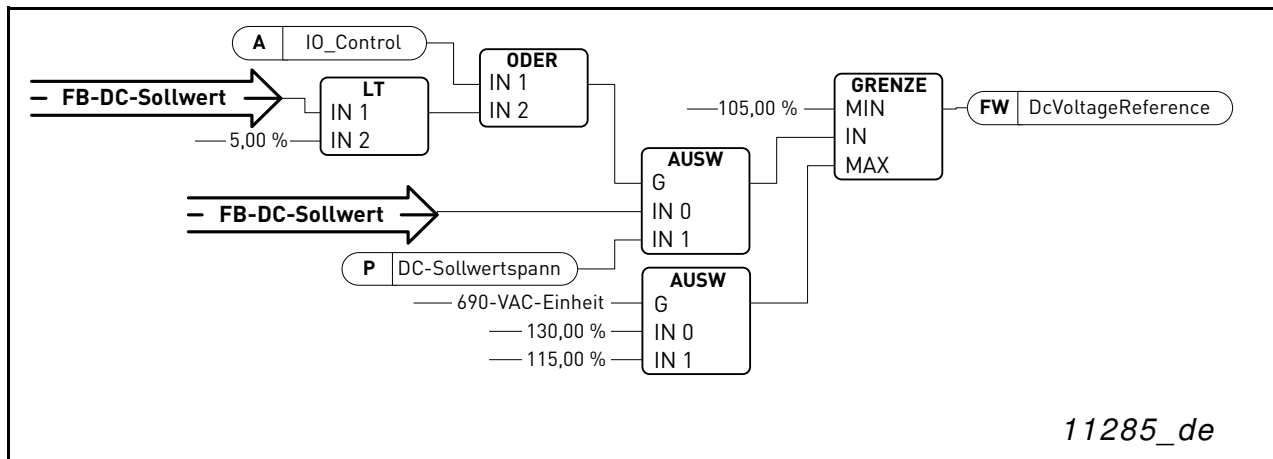 A IO_Control
ODER
IN 1
IN 2
FB-DC-Sollwert
LT
IN 1
IN 2
5,00 %
GRENZE
105,00 % MIN
IN
MAX
FW DcVoltageReference
AUSW
G
FB-DC-Sollwert
IN 0
IN 1
P DC-Sollwertspann
AUSW
690-VAC-Einheit G
130,00 % IN 0
115,00 % IN 1
11285_de